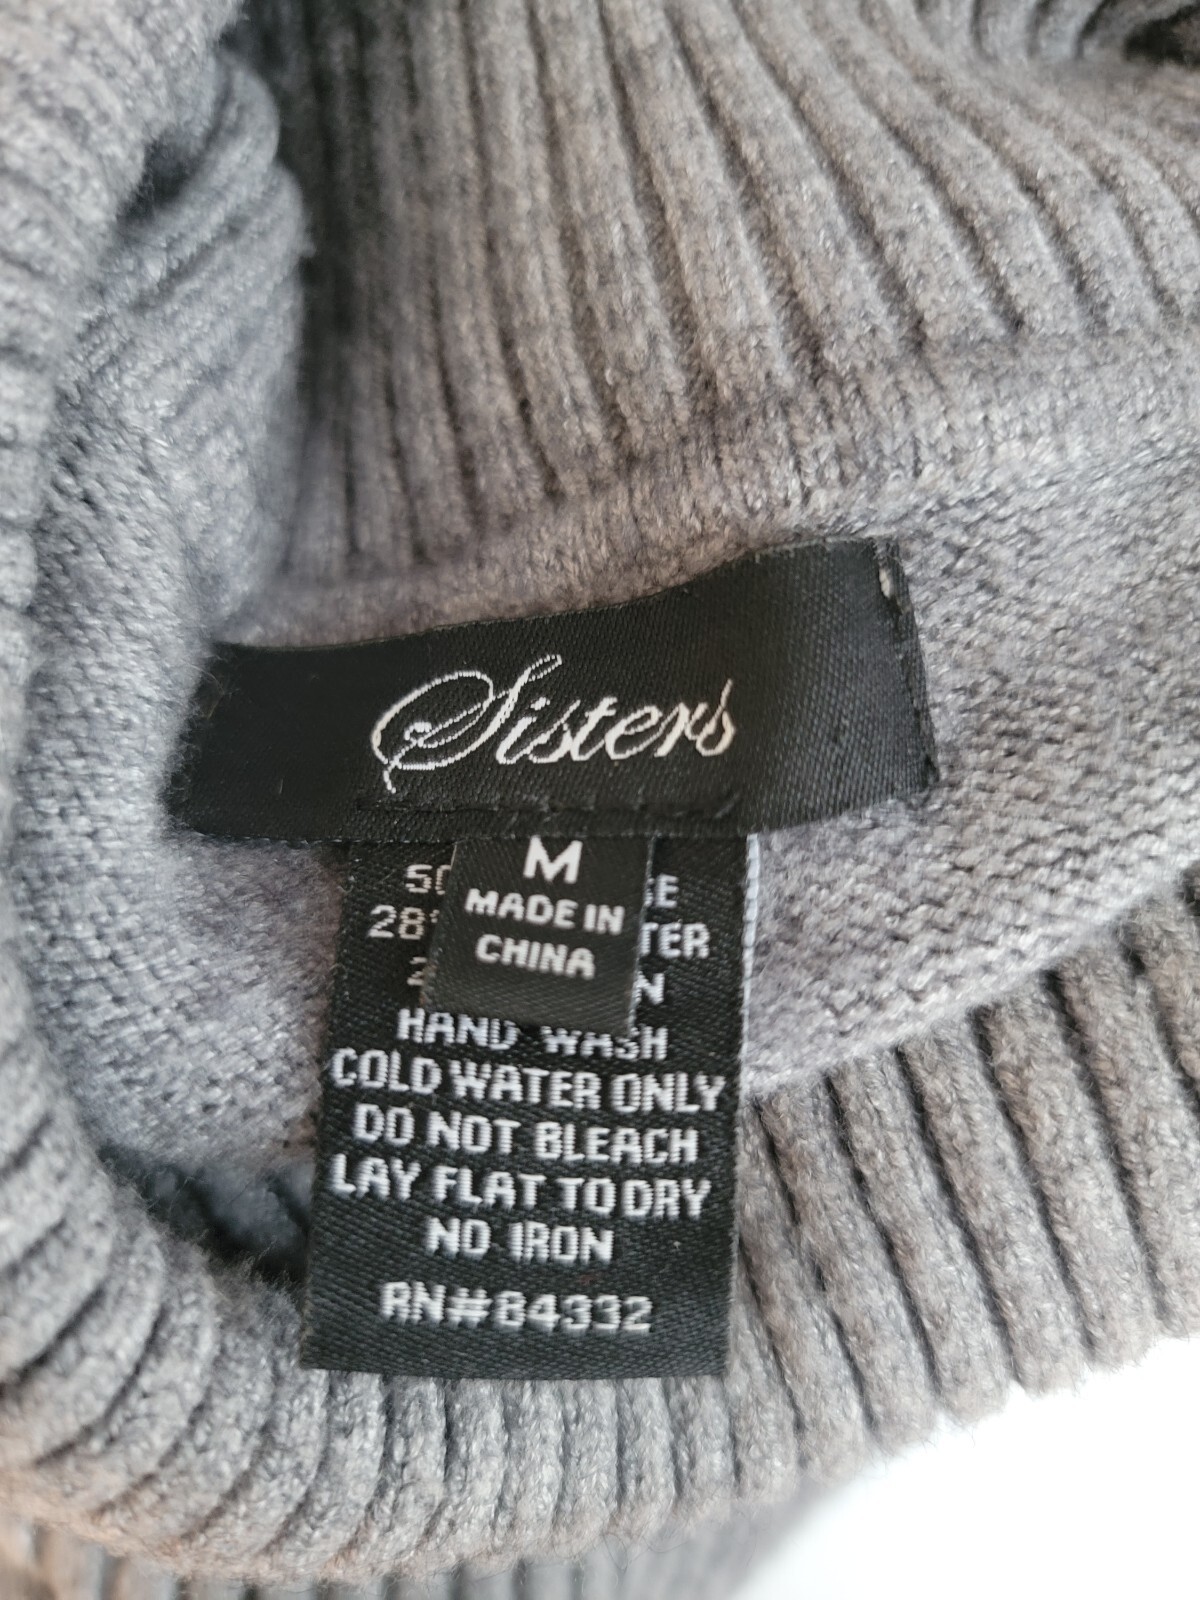 Sisters
M
MADE IN
CHINA
HAND WASH
COLD WATER ONLY
DO NOT BLEACH
LAY FLAT TO DRY
NO IRON
RN#84332